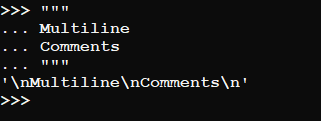 >>> """
... Multiline
... Comments
... """
'\nMultiline\nComments\n'
>>>